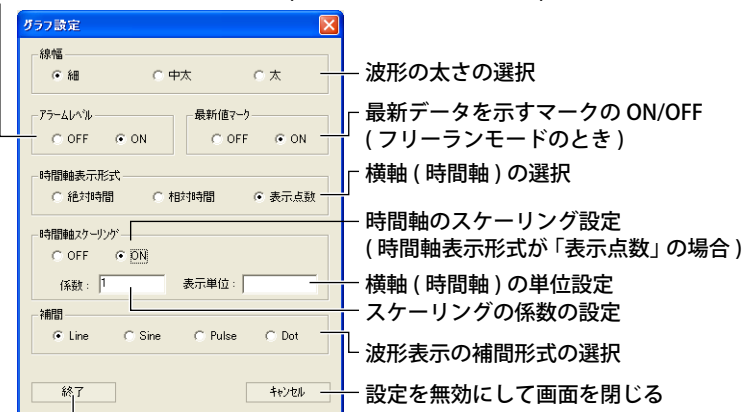 グラフ設定
線幅
細 中太 太
波形の太さの選択
アラームレベル 最新値マーク
OFF ON OFF ON
最新データを示すマークの ON/OFF
( フリーランモードのとき )
時間軸表示形式
絶対時間 相対時間 表示点数
横軸 ( 時間軸 ) の選択
時間軸スケーリング
OFF ON
時間軸のスケーリング設定
( 時間軸表示形式が「表示点数」の場合 )
係数： 1 表示単位：
横軸 ( 時間軸 ) の単位設定
スケーリングの係数の設定
補間
Line Sine Pulse Dot
波形表示の補間形式の選択
終了 キャンセル
設定を無効にして画面を閉じる